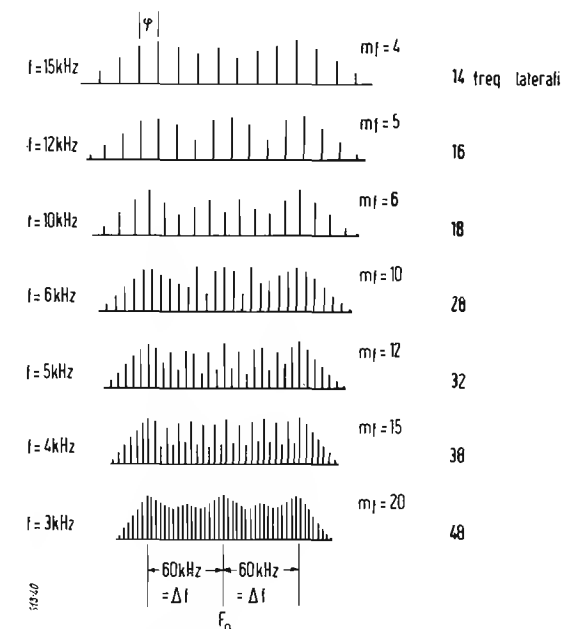 φ
f=15kHz mf=4 14 freq laterali
f=12kHz mf=5 16
f=10kHz mf=6 18
f=6kHz mf=10 28
f=5kHz mf=12 32
f=4kHz mf=15 38
f=3kHz mf=20 48
60kHz 60kHz
=Δf =Δf
F₀